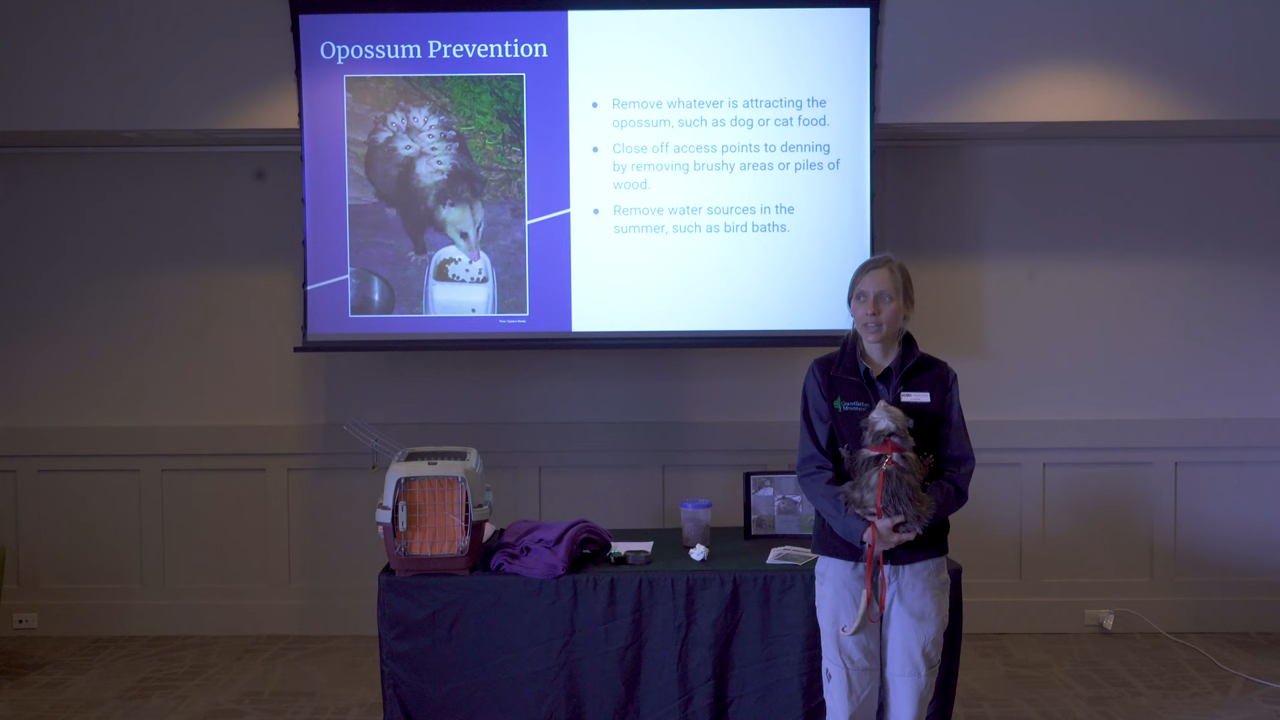 Opossum Prevention
● Remove whatever is attracting the
opossum, such as dog or cat food.
● Close off access points to denning
by removing brushy areas or piles of
wood.
● Remove water sources in the
summer, such as bird baths.